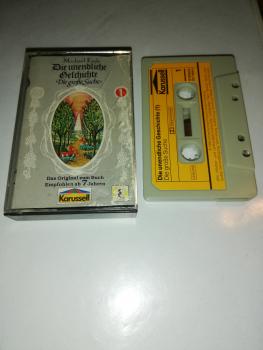 Michael Ende
Die unendliche
Geschichte
Die große Suche
1
Das Original zum Buch
Empfohlen ab 7 Jahren
Karussell
Karussell
1
Die unendliche Geschichte (1)
Die große Suche